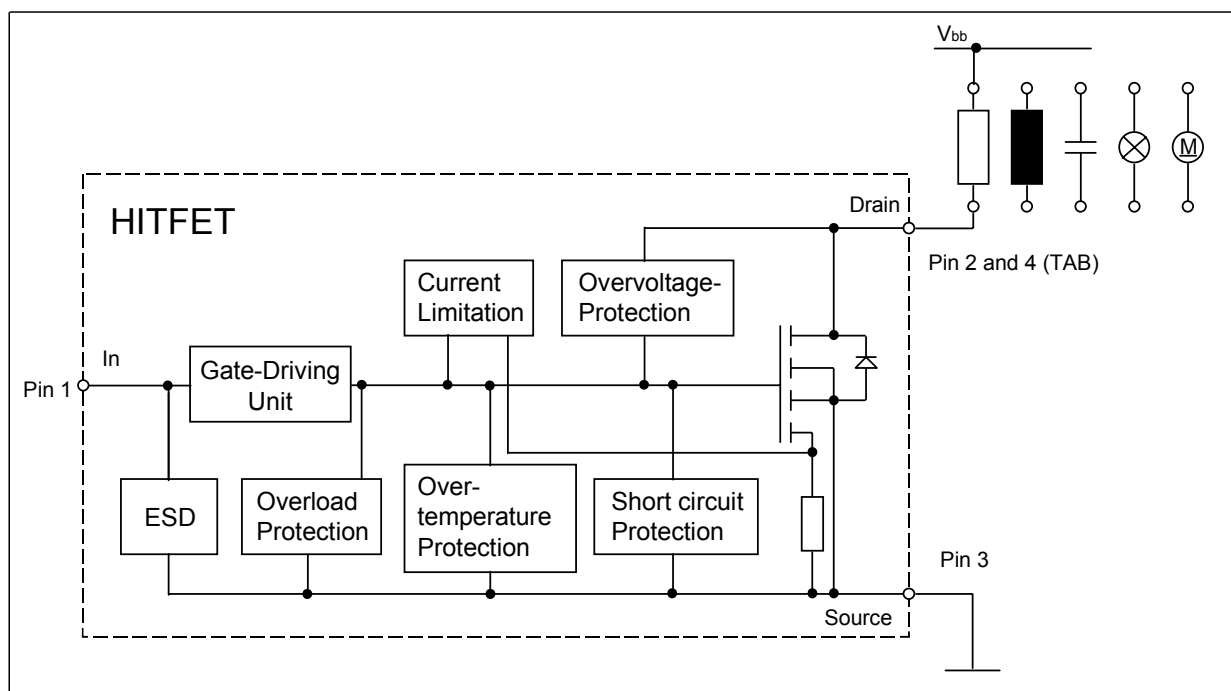 Vbb
M
Drain
HITFET
Pin 2 and 4 (TAB)
Current
Limitation
Overvoltage-
Protection
In
Pin 1
Gate-Driving
Unit
ESD
Overload
Protection
Over-
temperature
Protection
Short circuit
Protection
Pin 3
Source